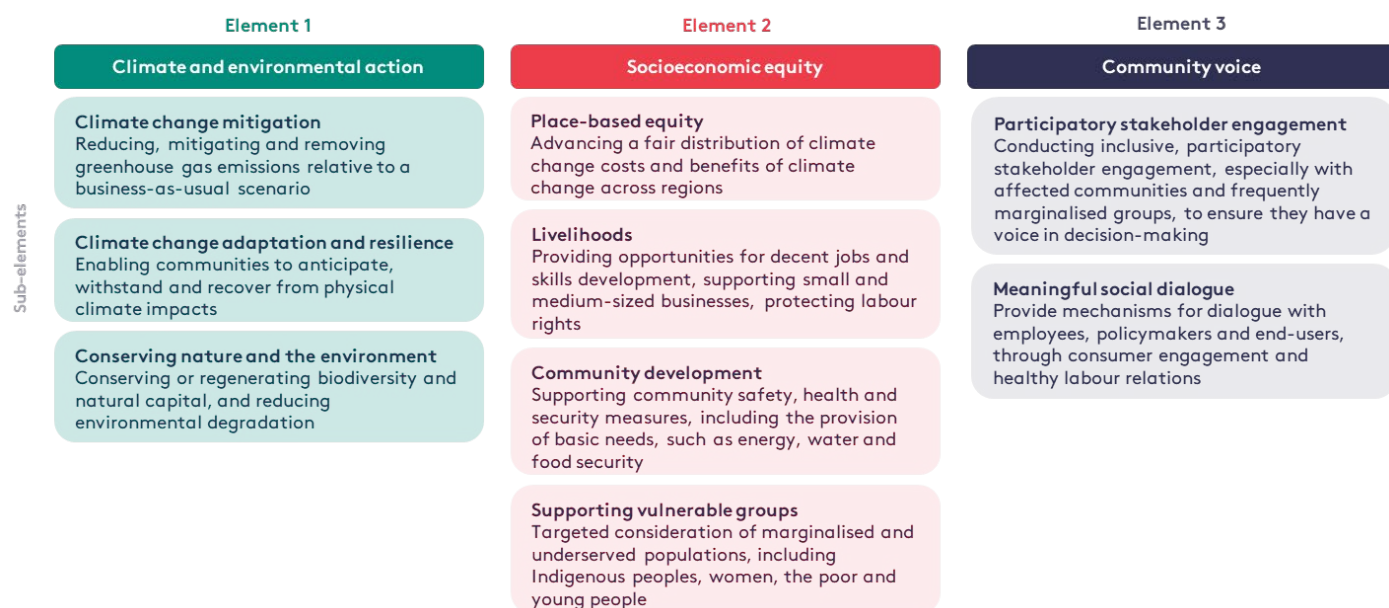 Element 1
Climate and environmental action
Climate change mitigation
Reducing, mitigating and removing
greenhouse gas emissions relative to a
business-as-usual scenario
Climate change adaptation and resilience
Enabling communities to anticipate,
withstand and recover from physical
climate impacts
Conserving nature and the environment
Conserving or regenerating biodiversity and
natural capital, and reducing
environmental degradation
Element 2
Socioeconomic equity
Place-based equity
Advancing a fair distribution of climate
change costs and benefits of climate
change across regions
Livelihoods
Providing opportunities for decent jobs and
skills development, supporting small and
medium-sized businesses, protecting labour
rights
Community development
Supporting community safety, health and
security measures, including the provision
of basic needs, such as energy, water and
food security
Supporting vulnerable groups
Targeted consideration of marginalised and
underserved populations, including
Indigenous peoples, women, the poor and
young people
Element 3
Community voice
Participatory stakeholder engagement
Conducting inclusive, participatory
stakeholder engagement, especially with
affected communities and frequently
marginalised groups, to ensure they have a
voice in decision-making
Meaningful social dialogue
Provide mechanisms for dialogue with
employees, policymakers and end-users,
through consumer engagement and
healthy labour relations
Sub-elements